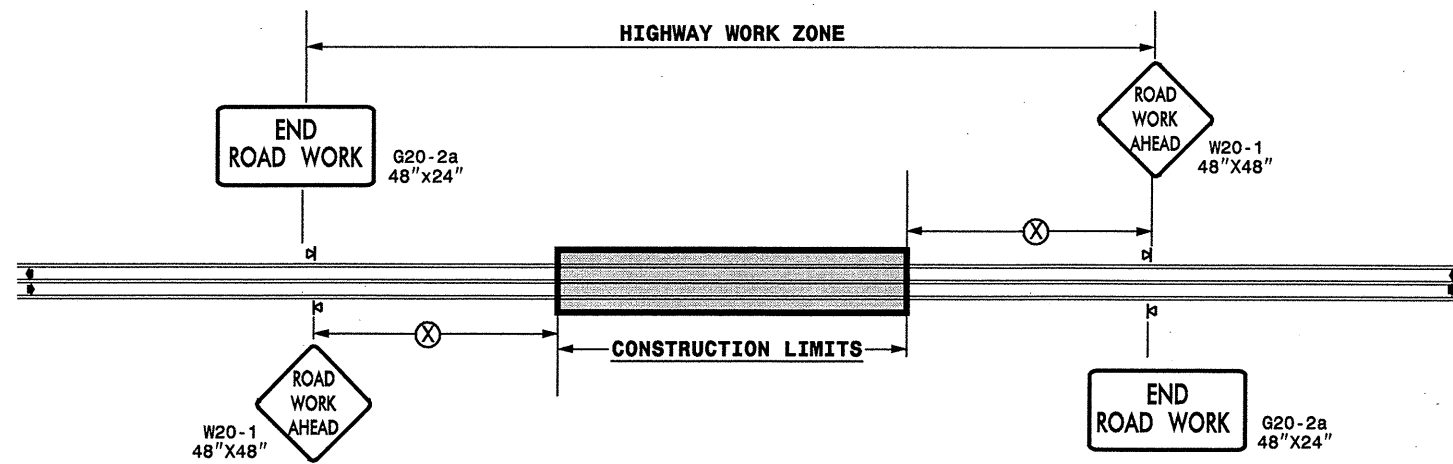 HIGHWAY WORK ZONE
END
ROAD WORK
G20-2a
48"x24"
ROAD
WORK
AHEAD
W20-1
48"X48"
X
X
CONSTRUCTION LIMITS
ROAD
WORK
AHEAD
W20-1
48"X48"
END
ROAD WORK
G20-2a
48"X24"